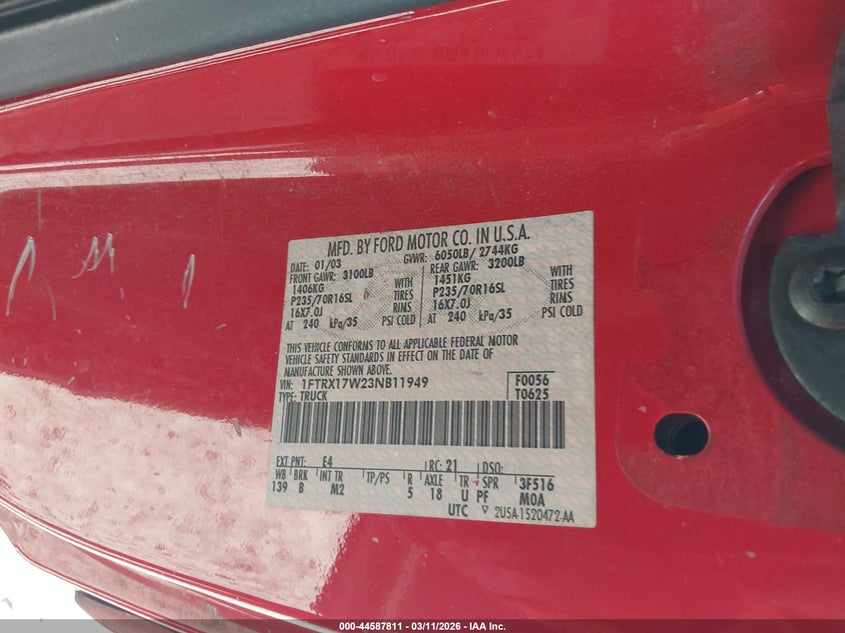 MFD. BY FORD MOTOR CO. IN U.S.A.
DATE: 01/03 GVWR: 6050LB/ 2744KG
FRONT GAWR: 3100LB REAR GAWR: 3200LB
1406KG WITH 1451KG WITH
P235/70R16SL TIRES P235/70R16SL TIRES
16X7.0J RIMS 16X7.0J RIMS
AT 240 kPa/35 PSI COLD AT 240 kPa/35 PSI COLD
THIS VEHICLE CONFORMS TO ALL APPLICABLE FEDERAL MOTOR
VEHICLE SAFETY STANDARDS IN EFFECT ON THE DATE OF
MANUFACTURE SHOWN ABOVE.
VIN: 1FTRX17W23NB11949 F0056
TYPE: TRUCK T0625
EXT PNT: E4 RC: 21 DSO:
WB BRK INT TR TP/PS R AXLE TR SPR 3F516
139 B M2 5 18 U PF M0A
UTC ▽ 2U5A-1520472-AA
000-44587811 - 03/11/2026 - IAA Inc.